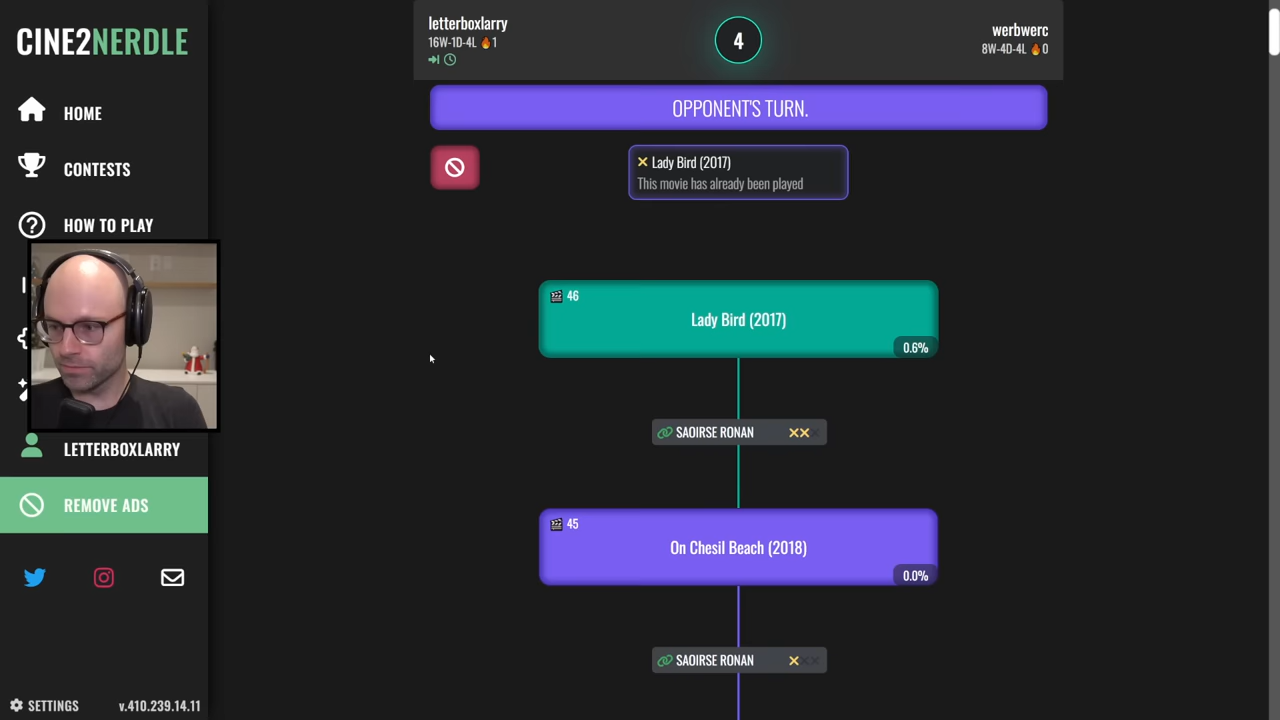 CINE2NERDLE
HOME
CONTESTS
HOW TO PLAY
LETTERBOXLARRY
REMOVE ADS
SETTINGS
v.410.239.14.11
letterboxlarry
16W-1D-4L 1
4
werbwerc
8W-4D-4L 0
OPPONENT'S TURN.
Lady Bird (2017)
This movie has already been played
46
Lady Bird (2017)
0.6%
SAOIRSE RONAN
45
On Chesil Beach (2018)
0.0%
SAOIRSE RONAN